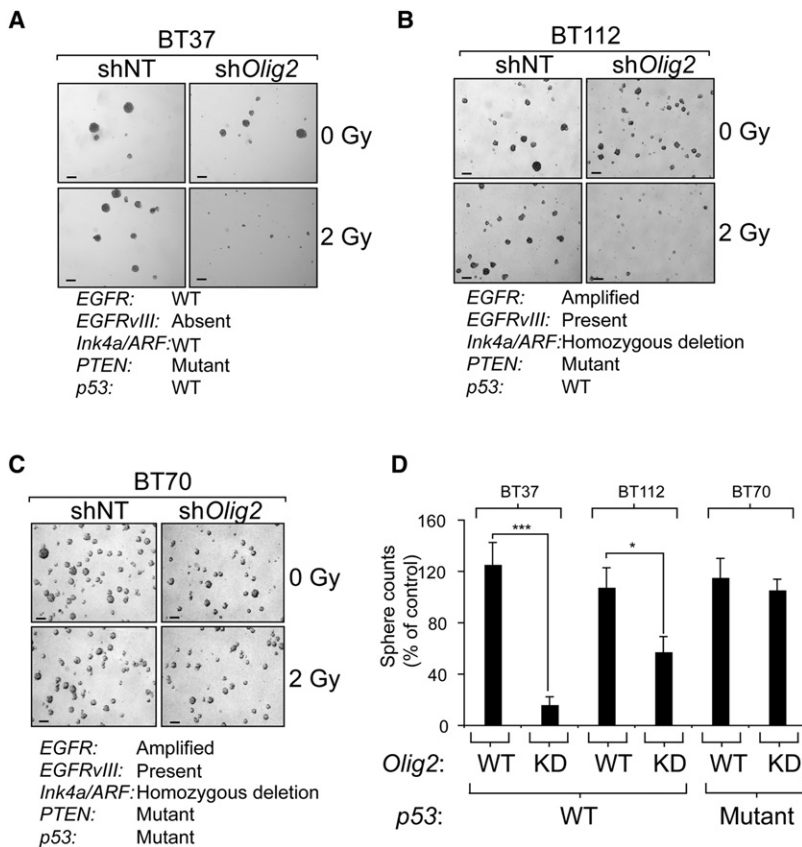 A
BT37
shNT shOlig2
0 Gy
2 Gy
EGFR: WT
EGFRvIII: Absent
Ink4a/ARF: WT
PTEN: Mutant
p53: WT
B
BT112
shNT shOlig2
0 Gy
2 Gy
EGFR: Amplified
EGFRvIII: Present
Ink4a/ARF: Homozygous deletion
PTEN: Mutant
p53: WT
C
BT70
shNT shOlig2
0 Gy
2 Gy
EGFR: Amplified
EGFRvIII: Present
Ink4a/ARF: Homozygous deletion
PTEN: Mutant
p53: Mutant
D
BT37 BT112 BT70
Sphere counts
(% of control)
160
120
80
40
0
***
*
Olig2: WT KD WT KD WT KD
p53: WT Mutant